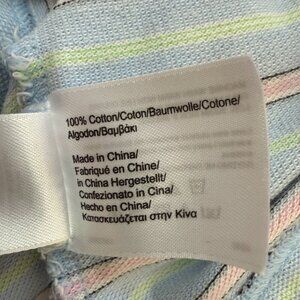 100% Cotton/Coton/Baumwolle/Cotone/
Algodon/Βαμβάκι
Made in China/
Fabriqué en Chine/
in China Hergestellt/
Confezionato in Cina/
Hecho en China/
Κατασκευάζεται στην Κίνα